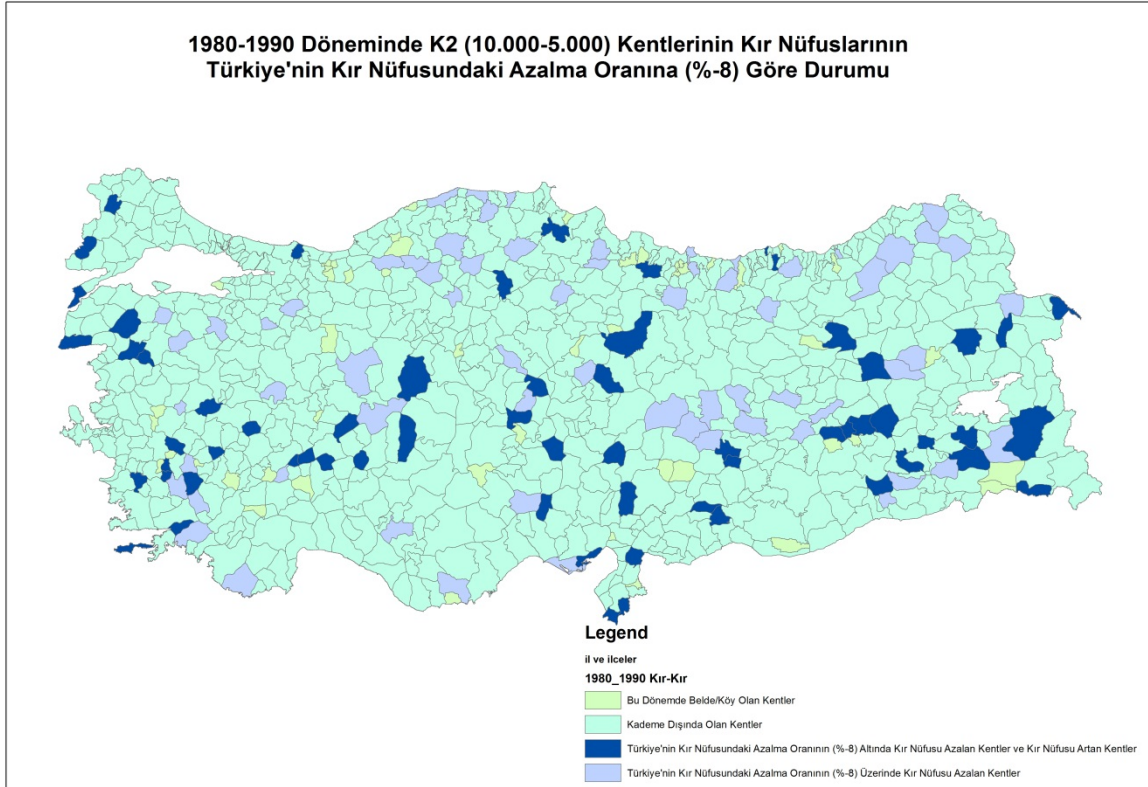 1980-1990 Döneminde K2 (10.000-5.000) Kentlerinin Kır Nüfuslarının
Türkiye'nin Kır Nüfusundaki Azalma Oranına (%-8) Göre Durumu
Legend
il ve ilceler
1980_1990 Kır-Kır
Bu Dönemde Belde/Köy Olan Kentler
Kademe Dışında Olan Kentler
Türkiye'nin Kır Nüfusundaki Azalma Oranının (%-8) Altında Kır Nüfusu Azalan Kentler ve Kır Nüfusu Artan Kentler
Türkiye'nin Kır Nüfusundaki Azalma Oranının (%-8) Üzerinde Kır Nüfusu Azalan Kentler